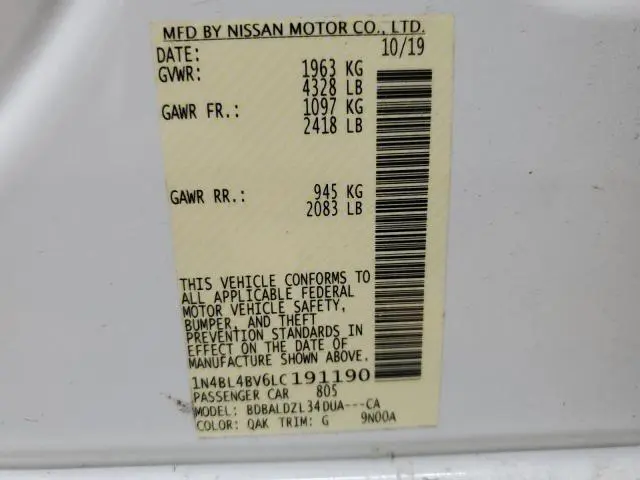 MFD BY NISSAN MOTOR CO., LTD.
DATE: 10/19
GVWR: 1963 KG
4328 LB
GAWR FR.: 1097 KG
2418 LB
GAWR RR.: 945 KG
2083 LB
THIS VEHICLE CONFORMS TO
ALL APPLICABLE FEDERAL
MOTOR VEHICLE SAFETY,
BUMPER, AND THEFT
PREVENTION STANDARDS IN
EFFECT ON THE DATE OF
MANUFACTURE SHOWN ABOVE.
1N4BL4BV6LC191190
PASSENGER CAR 805
MODEL: BDBALDZL34DUA---CA
COLOR: QAK TRIM: G 9N00A